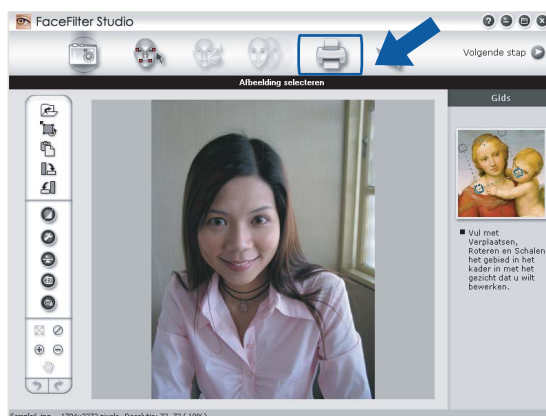 FaceFilter Studio
Volgende stap
Afbeelding selecteren
Gids
Vul met
Verplaatsen,
Roteren en Schalen
het gebied in het
kader in met het
gezicht dat u wilt
bewerken.